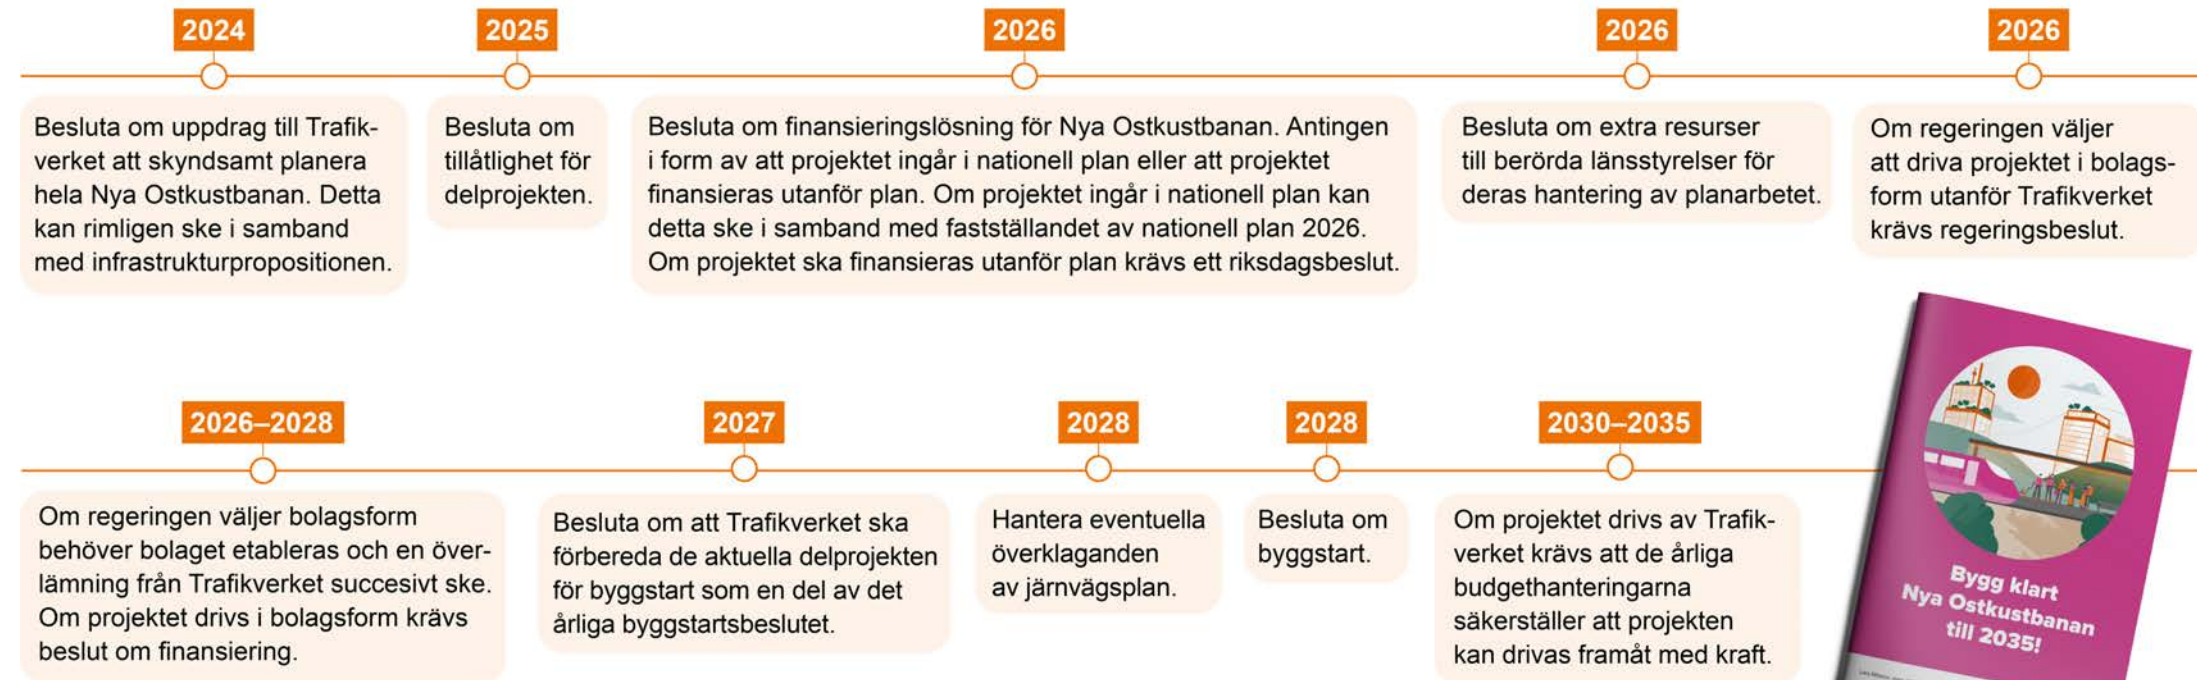 2024
Besluta om uppdrag till Trafik-
verket att skyndsamt planera
hela Nya Ostkustbanan. Detta
kan rimligen ske i samband
med infrastrukturpropositionen.
2025
Besluta om
tillåtlighet för
delprojekten.
2026
Besluta om finansieringslösning för Nya Ostkustbanan. Antingen
i form av att projektet ingår i nationell plan eller att projektet
finansieras utanför plan. Om projektet ingår i nationell plan kan
detta ske i samband med fastställandet av nationell plan 2026.
Om projektet ska finansieras utanför plan krävs ett riksdagsbeslut.
2026
Besluta om extra resurser
till berörda länsstyrelser för
deras hantering av planarbetet.
2026
Om regeringen väljer
att driva projektet i bolags-
form utanför Trafikverket
krävs regeringsbeslut.
2026–2028
Om regeringen väljer bolagsform
behöver bolaget etableras och en över-
lämning från Trafikverket succesivt ske.
Om projektet drivs i bolagsform krävs
beslut om finansiering.
2027
Besluta om att Trafikverket ska
förbereda de aktuella delprojekten
för byggstart som en del av det
årliga byggstartsbeslutet.
2028
Hantera eventuella
överklaganden
av järnvägsplan.
2028
Besluta om
byggstart.
2030–2035
Om projektet drivs av Trafik-
verket krävs att de årliga
budgethanteringarna
säkerställer att projekten
kan drivas framåt med kraft.
Bygg klart
Nya Ostkustbanan
till 2035!